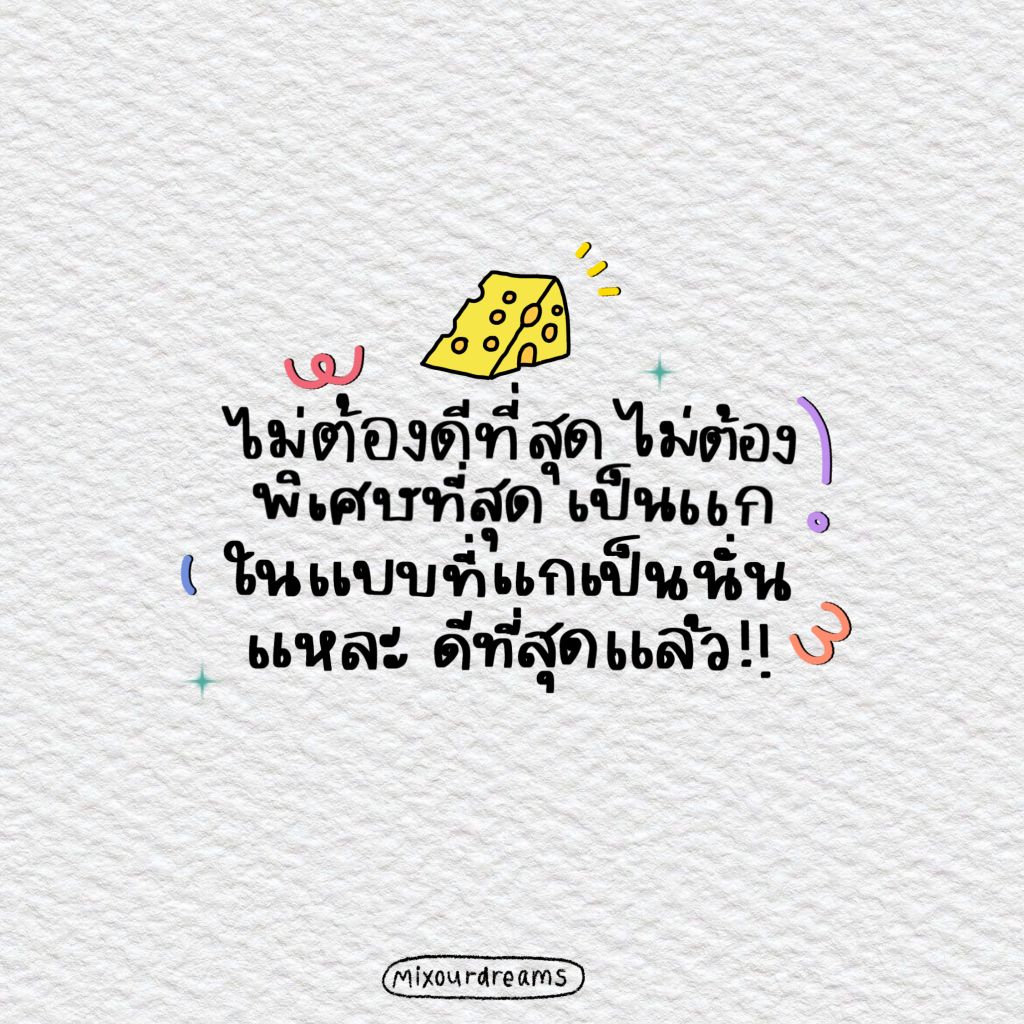 ไม่ต้องดีที่สุด ไม่ต้อง
พิเศษที่สุด เป็นแก
ในแบบที่แกเป็นนั่น
แหละ ดีที่สุดแล้ว!!
mixourdreams